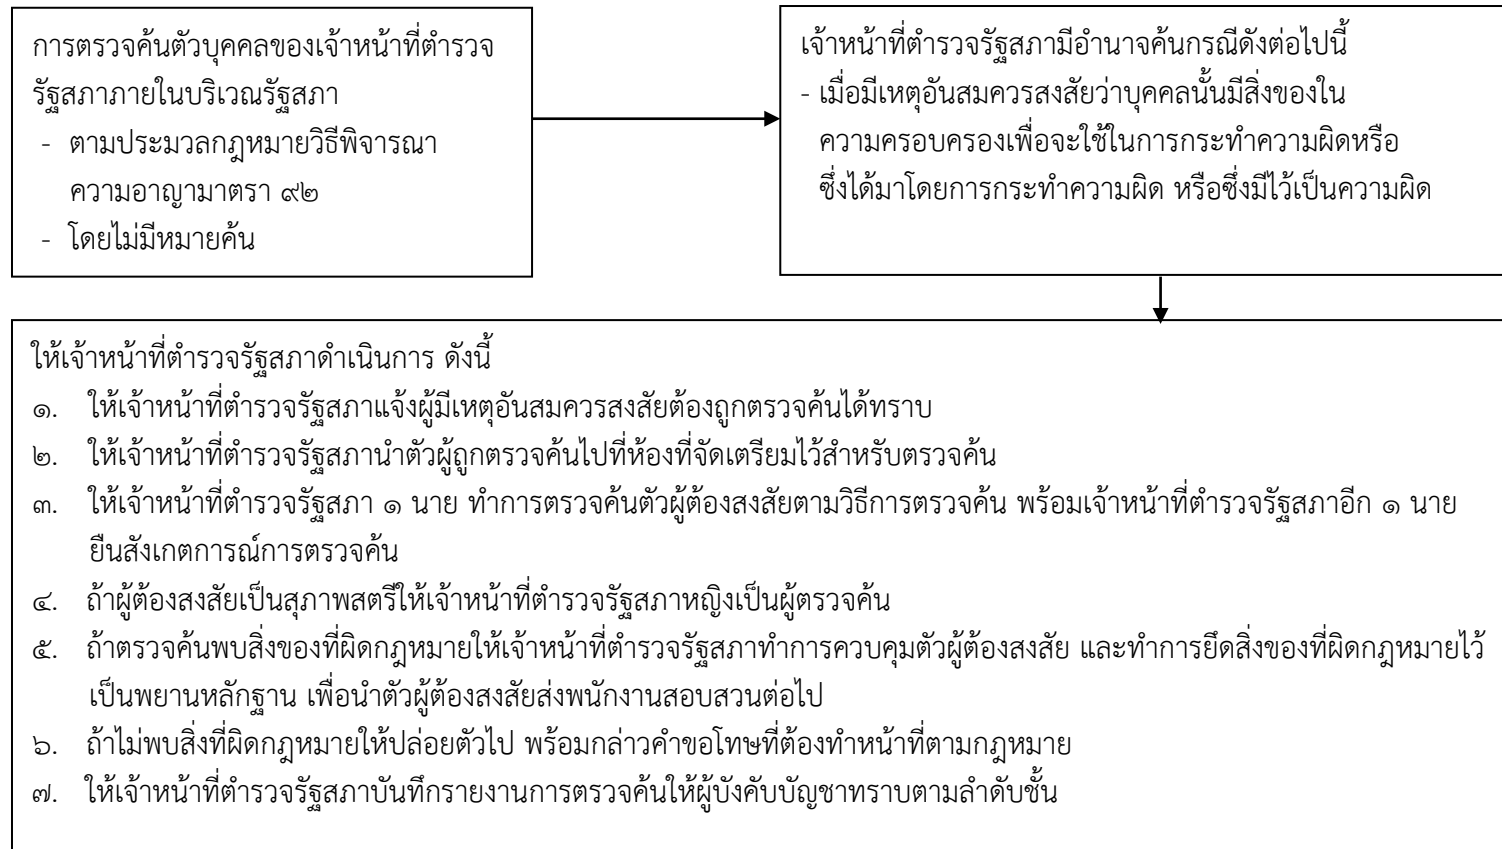 การตรวจค้นตัวบุคคลของเจ้าหน้าที่ตำรวจ
รัฐสภาภายในบริเวณรัฐสภา
- ตามประมวลกฎหมายวิธีพิจารณา
ความอาญามาตรา ๙๒
- โดยไม่มีหมายค้น
เจ้าหน้าที่ตำรวจรัฐสภามีอำนาจค้นกรณีดังต่อไปนี้
- เมื่อมีเหตุอันสมควรสงสัยว่าบุคคลนั้นมีสิ่งของใน
ความครอบครองเพื่อจะใช้ในการกระทำความผิดหรือ
ซึ่งได้มาโดยการกระทำความผิด หรือซึ่งมีไว้เป็นความผิด
ให้เจ้าหน้าที่ตำรวจรัฐสภาดำเนินการ ดังนี้
๑. ให้เจ้าหน้าที่ตำรวจรัฐสภาแจ้งผู้มีเหตุอันสมควรสงสัยต้องถูกตรวจค้นได้ทราบ
๒. ให้เจ้าหน้าที่ตำรวจรัฐสภานำตัวผู้ถูกตรวจค้นไปที่ห้องที่จัดเตรียมไว้สำหรับตรวจค้น
๓. ให้เจ้าหน้าที่ตำรวจรัฐสภา ๑ นาย ทำการตรวจค้นตัวผู้ต้องสงสัยตามวิธีการตรวจค้น พร้อมเจ้าหน้าที่ตำรวจรัฐสภาอีก ๑ นาย
ยืนสังเกตการณ์การตรวจค้น
๔. ถ้าผู้ต้องสงสัยเป็นสุภาพสตรีให้เจ้าหน้าที่ตำรวจรัฐสภาหญิงเป็นผู้ตรวจค้น
๕. ถ้าตรวจค้นพบสิ่งของที่ผิดกฎหมายให้เจ้าหน้าที่ตำรวจรัฐสภาทำการควบคุมตัวผู้ต้องสงสัย และทำการยึดสิ่งของที่ผิดกฎหมายไว้
เป็นพยานหลักฐาน เพื่อนำตัวผู้ต้องสงสัยส่งพนักงานสอบสวนต่อไป
๖. ถ้าไม่พบสิ่งที่ผิดกฎหมายให้ปล่อยตัวไป พร้อมกล่าวคำขอโทษที่ต้องทำหน้าที่ตามกฎหมาย
๗. ให้เจ้าหน้าที่ตำรวจรัฐสภาบันทึกรายงานการตรวจค้นให้ผู้บังคับบัญชาทราบตามลำดับชั้น